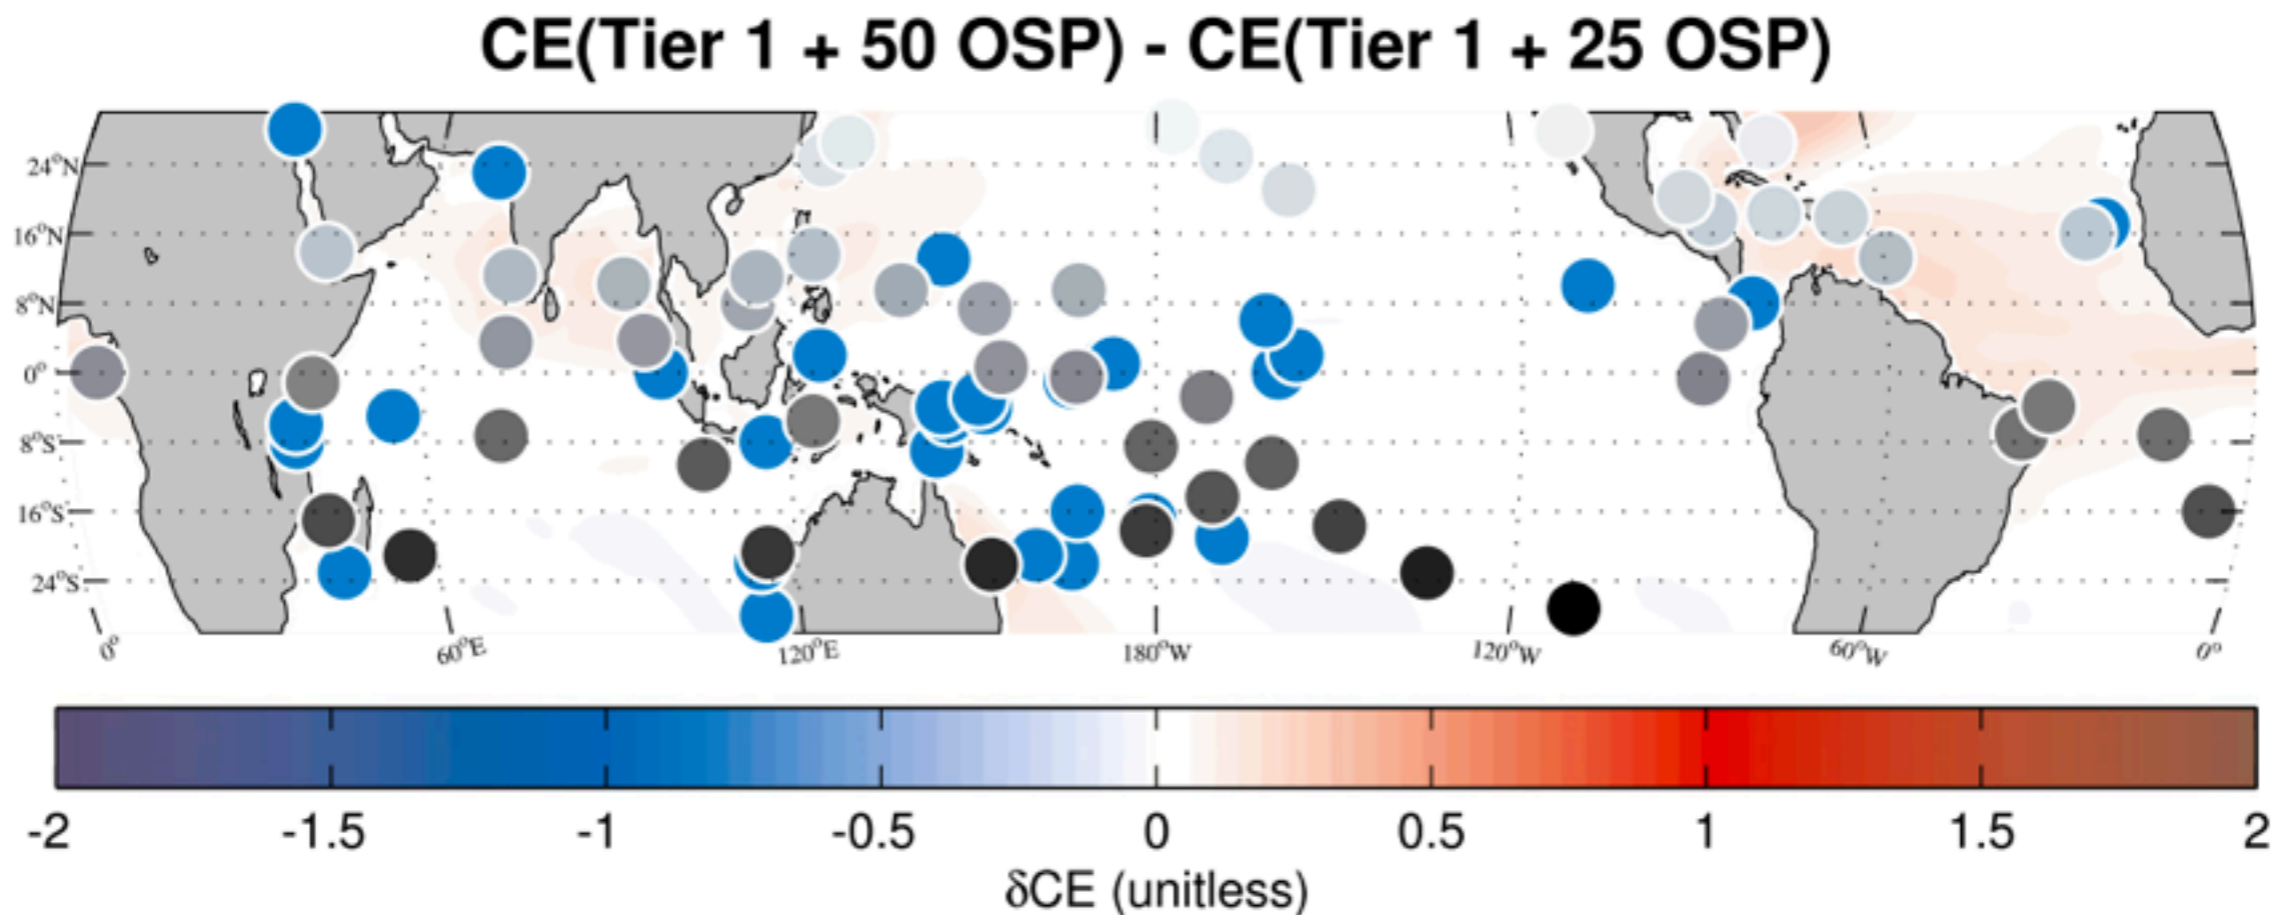 CE(Tier 1 + 50 OSP) - CE(Tier 1 + 25 OSP)
24°N
16°N
8°N
0°
8°S
16°S
24°S
0° 60°E 120°E 180°W 120°W 60°W 0°
-2 -1.5 -1 -0.5 0 0.5 1 1.5 2
δCE (unitless)